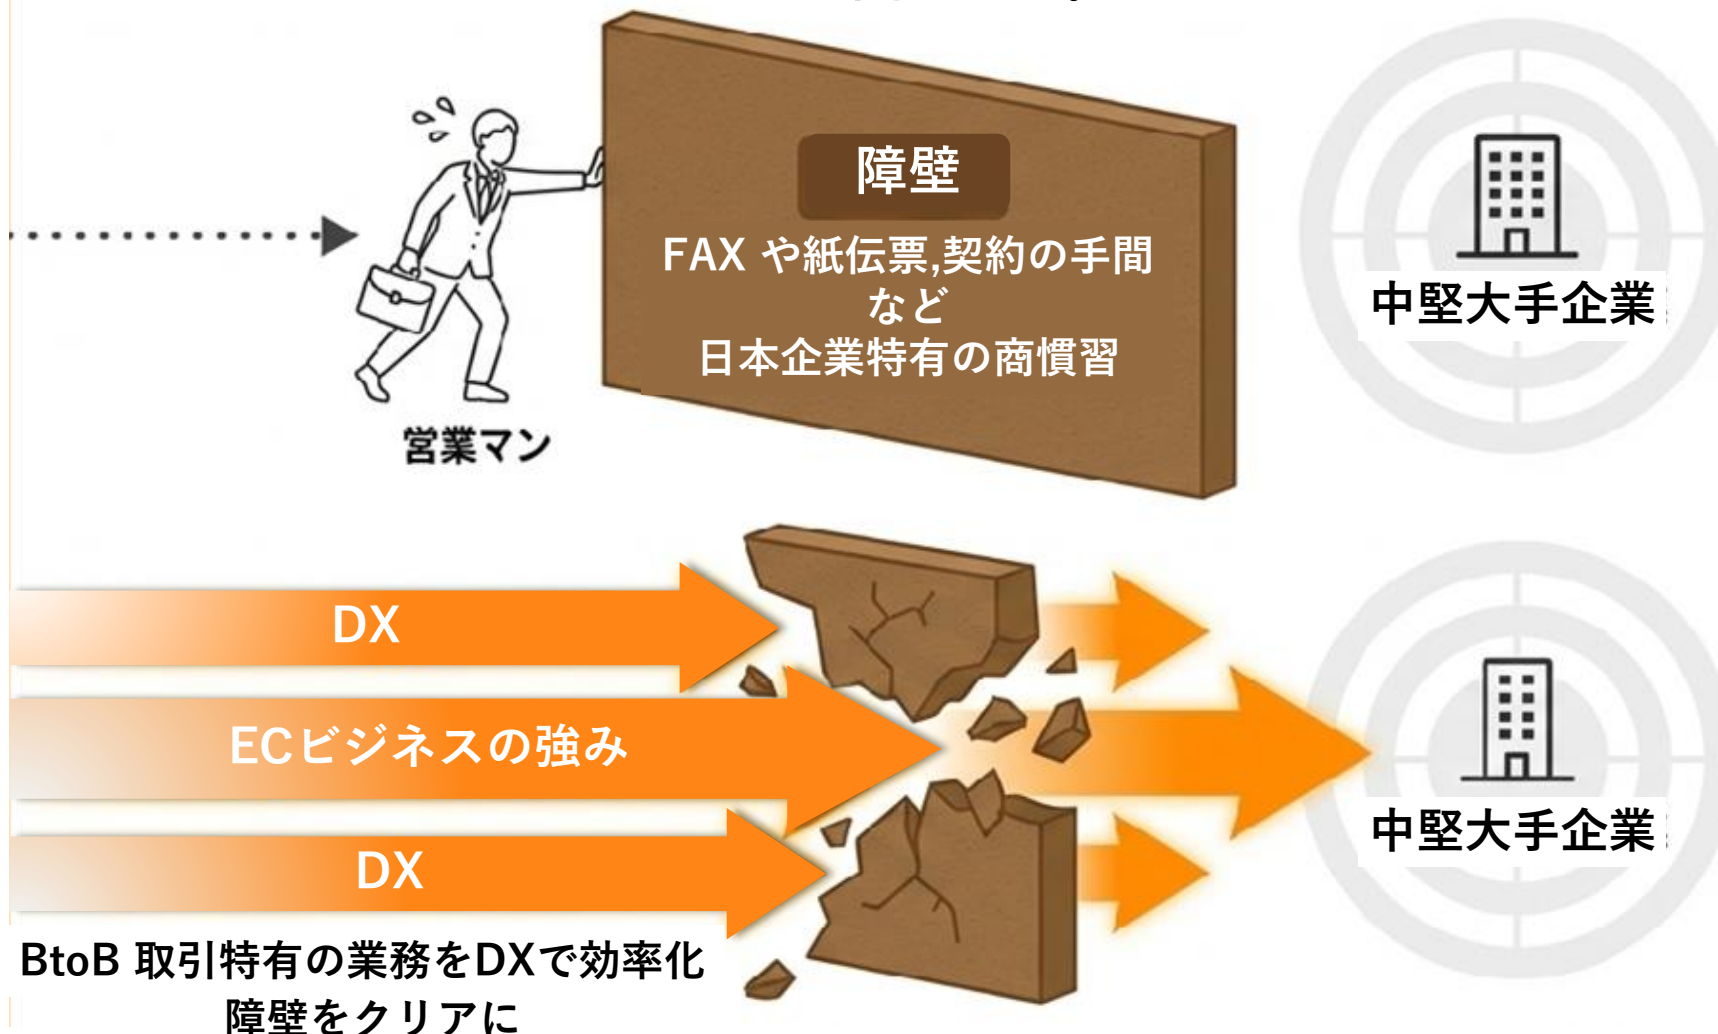 障壁
FAX や紙伝票,契約の手間
など
日本企業特有の商慣習
中堅大手企業
営業マン
DX
ECビジネスの強み
DX
中堅大手企業
BtoB 取引特有の業務をDXで効率化
障壁をクリアに